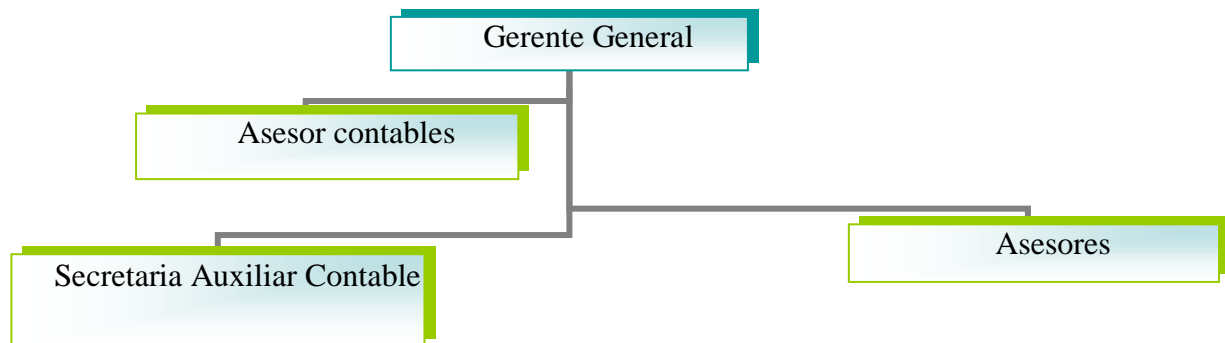 Gerente General
Asesor contables
Asesores
Secretaria Auxiliar Contable